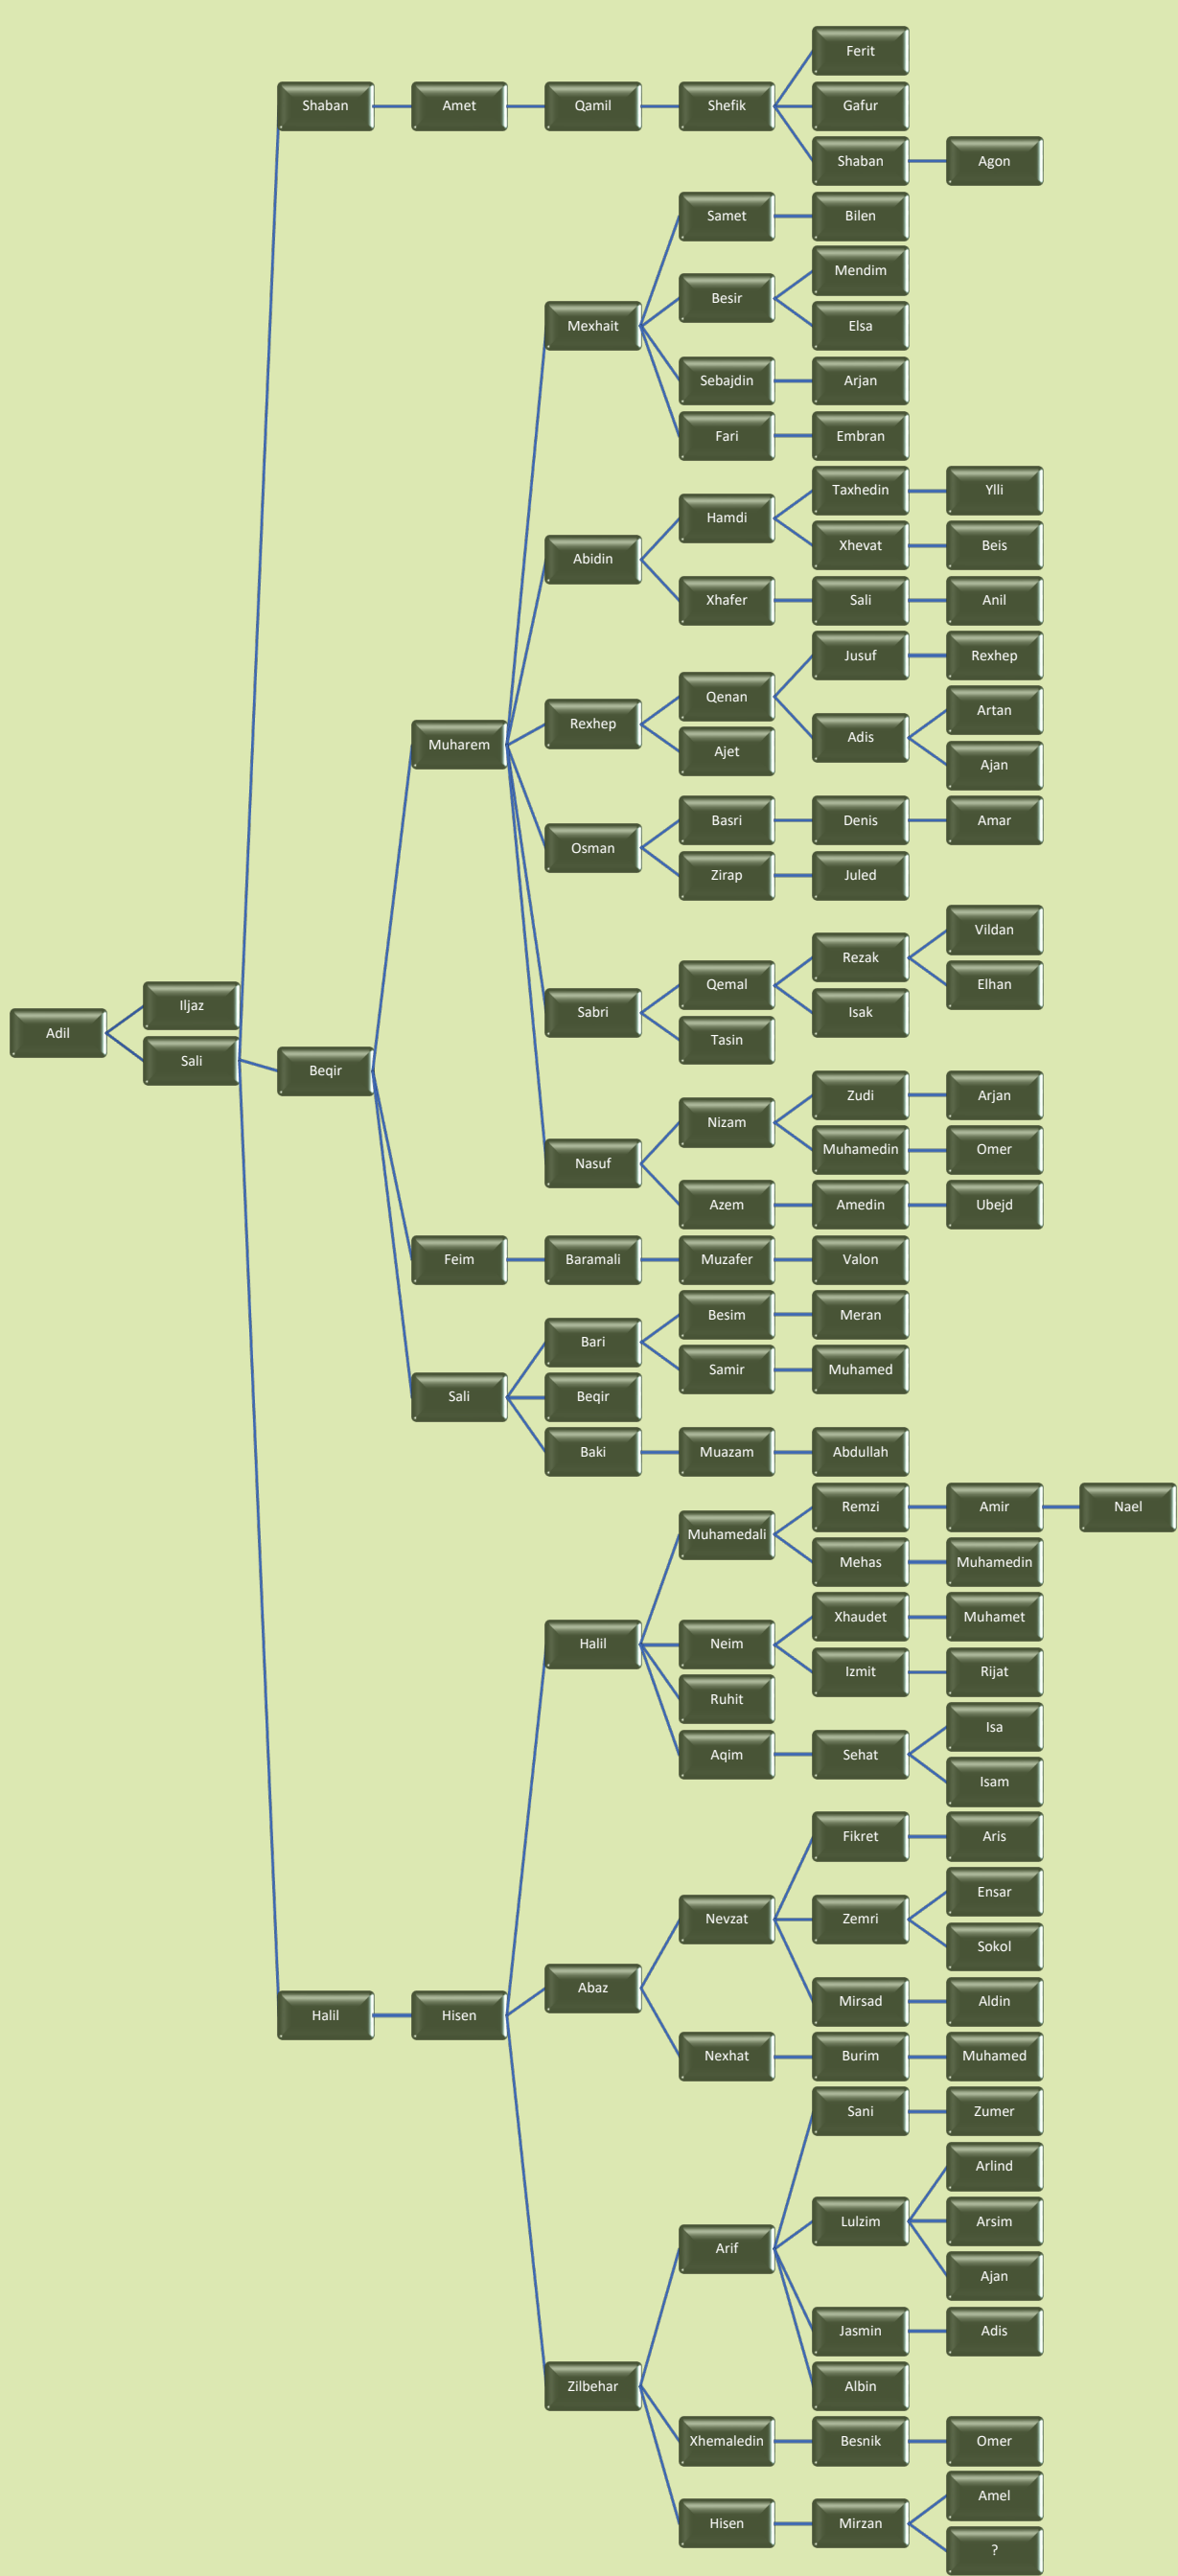 Ferit
Shaban
Amet
Qamil
Shefik
Gafur
Shaban
Agon
Samet
Bilen
Mendim
Besir
Mexhait
Elsa
Sebajdin
Arjan
Fari
Embran
Taxhedin
Ylli
Hamdi
Xhevat
Beis
Abidin
Xhafer
Sali
Anil
Jusuf
Rexhep
Qenan
Artan
Rexhep
Adis
Muharem
Ajet
Ajan
Basri
Denis
Amar
Osman
Zirap
Juled
Vildan
Rezak
Qemal
Elhan
Iljaz
Sabri
Isak
Adil
Tasin
Sali
Beqir
Zudi
Arjan
Nizam
Muhamedin
Omer
Nasuf
Azem
Amedin
Ubejd
Feim
Baramali
Muzafer
Valon
Besim
Meran
Bari
Samir
Muhamed
Sali
Beqir
Baki
Muazam
Abdullah
Remzi
Amir
Nael
Muhamedali
Mehas
Muhamedin
Xhaudet
Muhamet
Halil
Neim
Izmit
Rijat
Ruhit
Isa
Aqim
Sehat
Isam
Fikret
Aris
Ensar
Nevzat
Zemri
Sokol
Abaz
Mirsad
Aldin
Halil
Hisen
Nexhat
Burim
Muhamed
Sani
Zumer
Arlind
Lulzim
Arsim
Arif
Ajan
Jasmin
Adis
Zilbehar
Albin
Xhemaledin
Besnik
Omer
Amel
Hisen
Mirzan
?